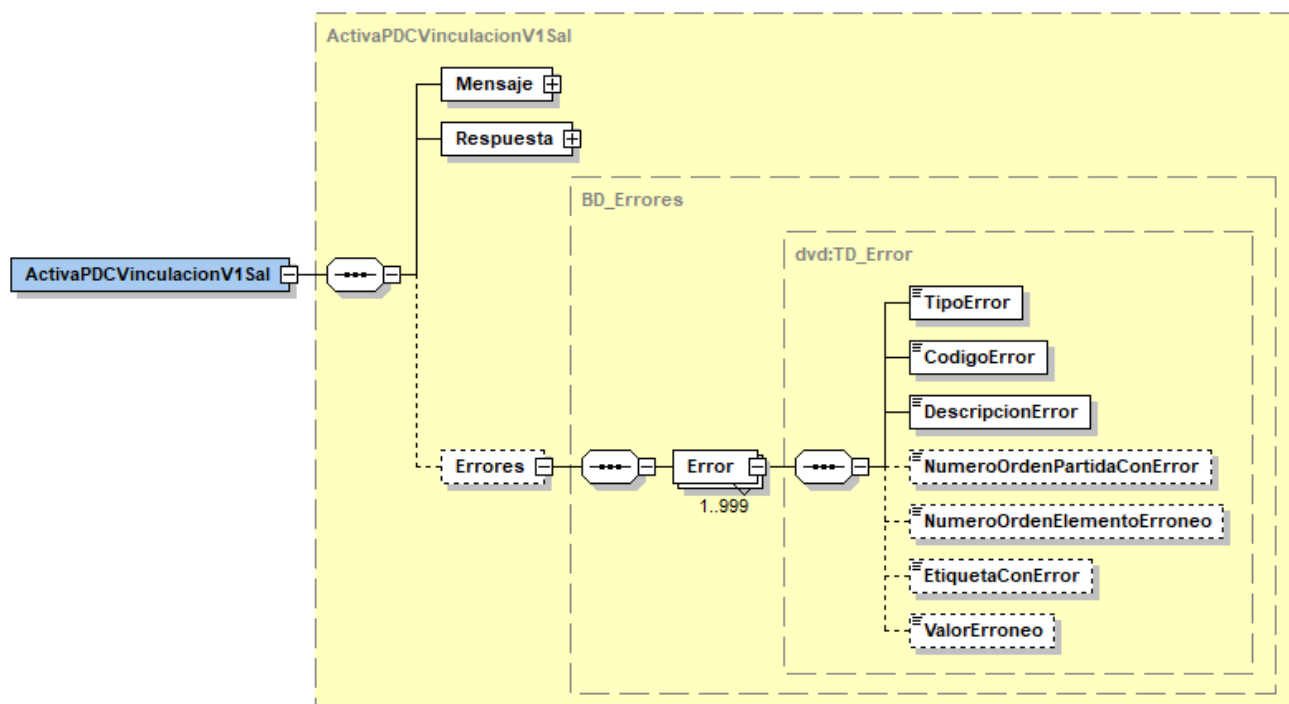 ActivaPDCVinculacionV1Sal
Mensaje
Respuesta
BD_Errores
dvd:TD_Error
ActivaPDCVinculacionV1Sal
TipoError
CodigoError
DescripcionError
Errores
Error
NumeroOrdenPartidaConError
1..999
NumeroOrdenElementoErroneo
EtiquetaConError
ValorErroneo